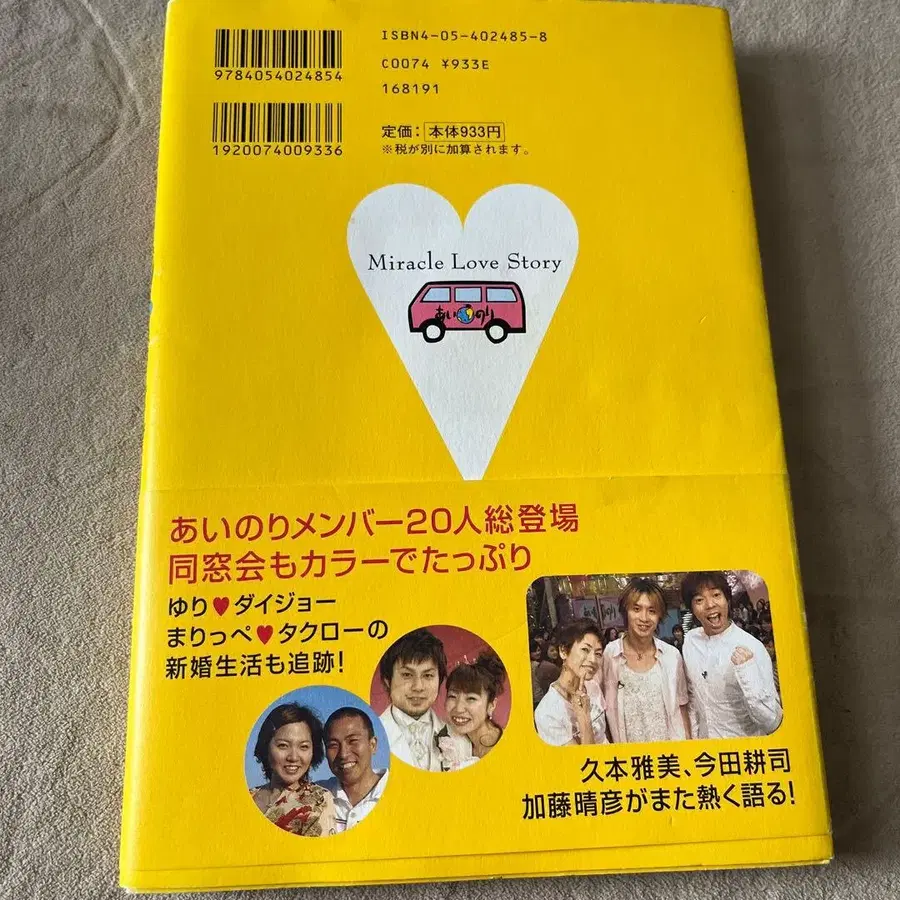 ISBN4-05-402485-8
9784054024854
C0074 ¥933E
168191
1920074009336
定価：本体933円
※税が別に加算されます。
Miracle Love Story
あいのり
あいのりメンバー20人総登場
同窓会もカラーでたっぷり
ゆり♥ダイジョー
まりっぺ♥タクローの
新婚生活も追跡！
久本雅美、今田耕司
加藤晴彦がまた熱く語る！